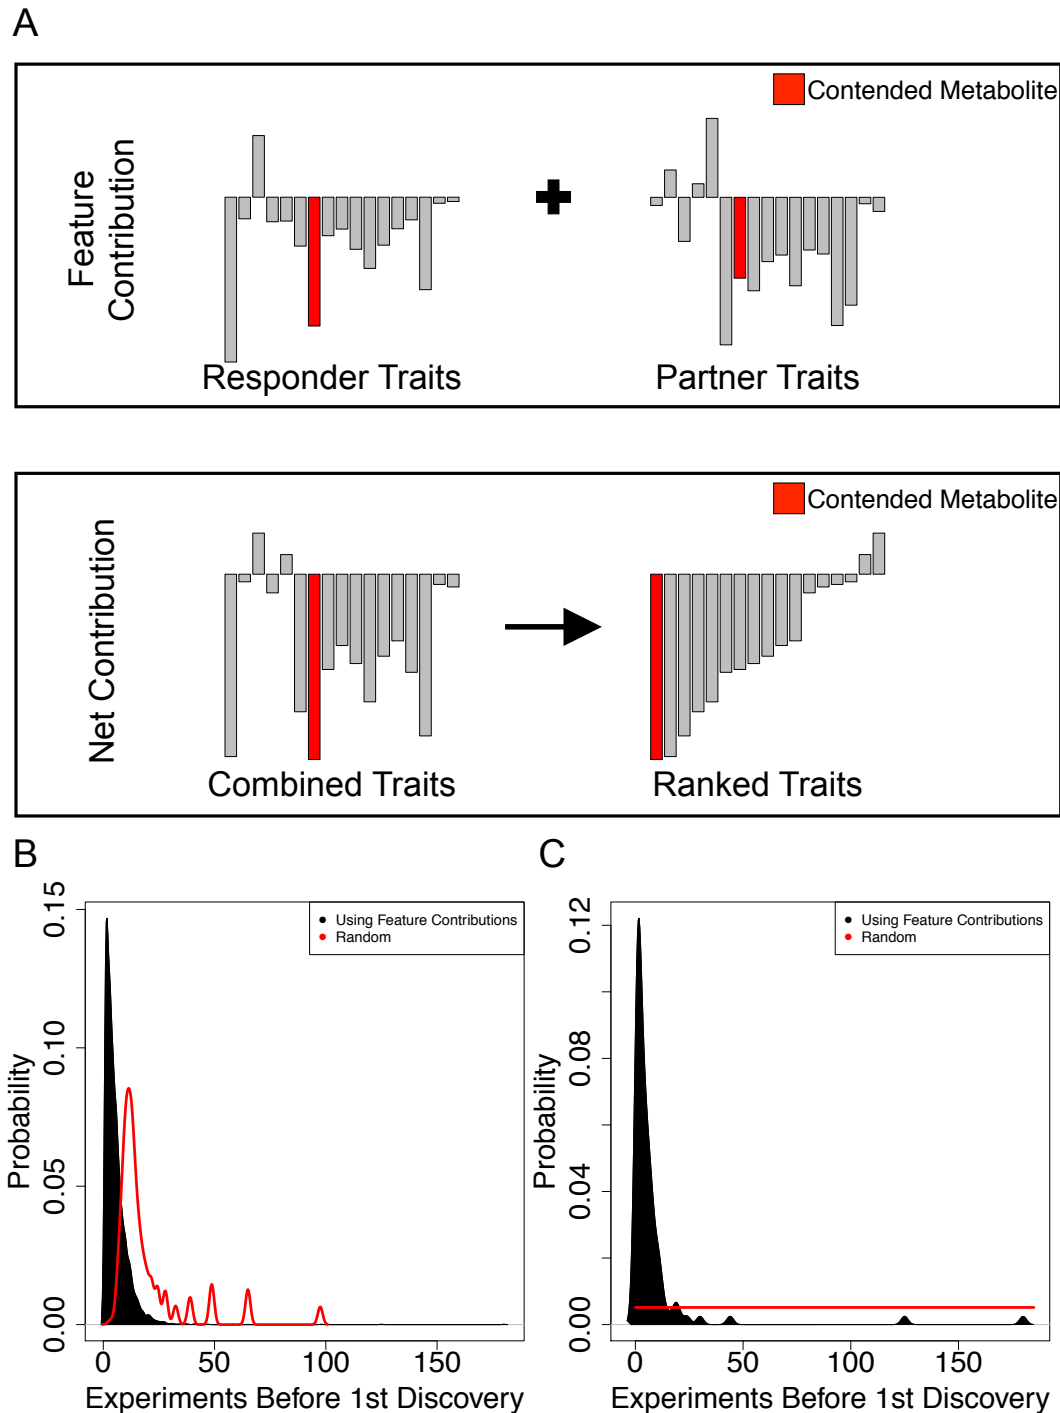 A
Contended Metabolite
Feature
Contribution
Responder Traits
Partner Traits
Contended Metabolite
Net Contribution
Combined Traits
Ranked Traits
B
Probability
0.00
0.05
0.10
0.15
Using Feature Contributions
Random
0
50
100
150
Experiments Before 1st Discovery
C
Probability
0.00
0.04
0.08
0.12
Using Feature Contributions
Random
0
50
100
150
Experiments Before 1st Discovery